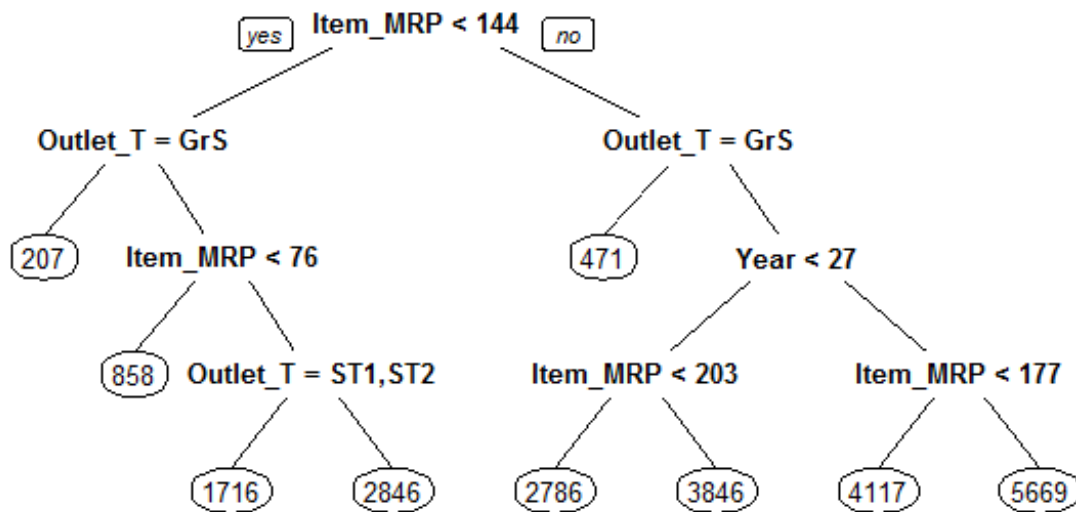 yes Item_MRP < 144 no
Outlet_T = GrS Outlet_T = GrS
207 Item_MRP < 76 471 Year < 27
858 Outlet_T = ST1,ST2 Item_MRP < 203 Item_MRP < 177
1716 2846 2786 3846 4117 5669